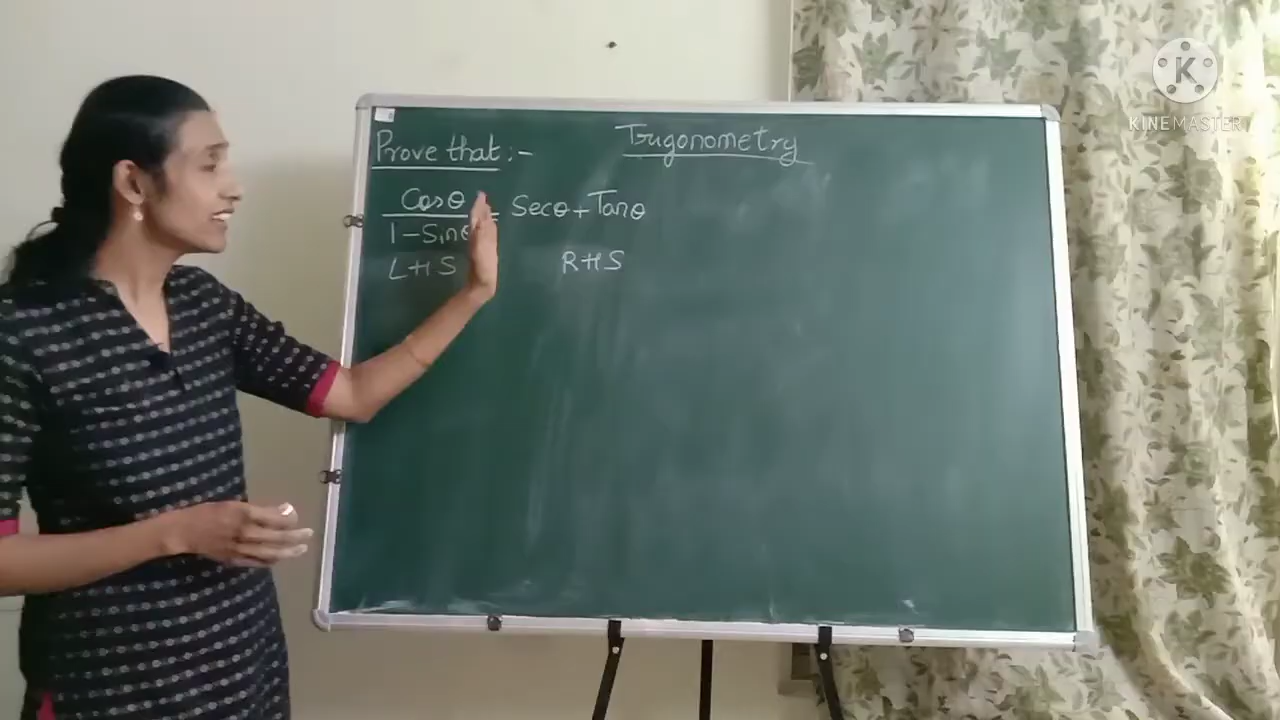 Trigonometry
Prove that :-
Cosθ / 1-Sinθ = Secθ + Tanθ
LHS RHS
K
KINEMASTER